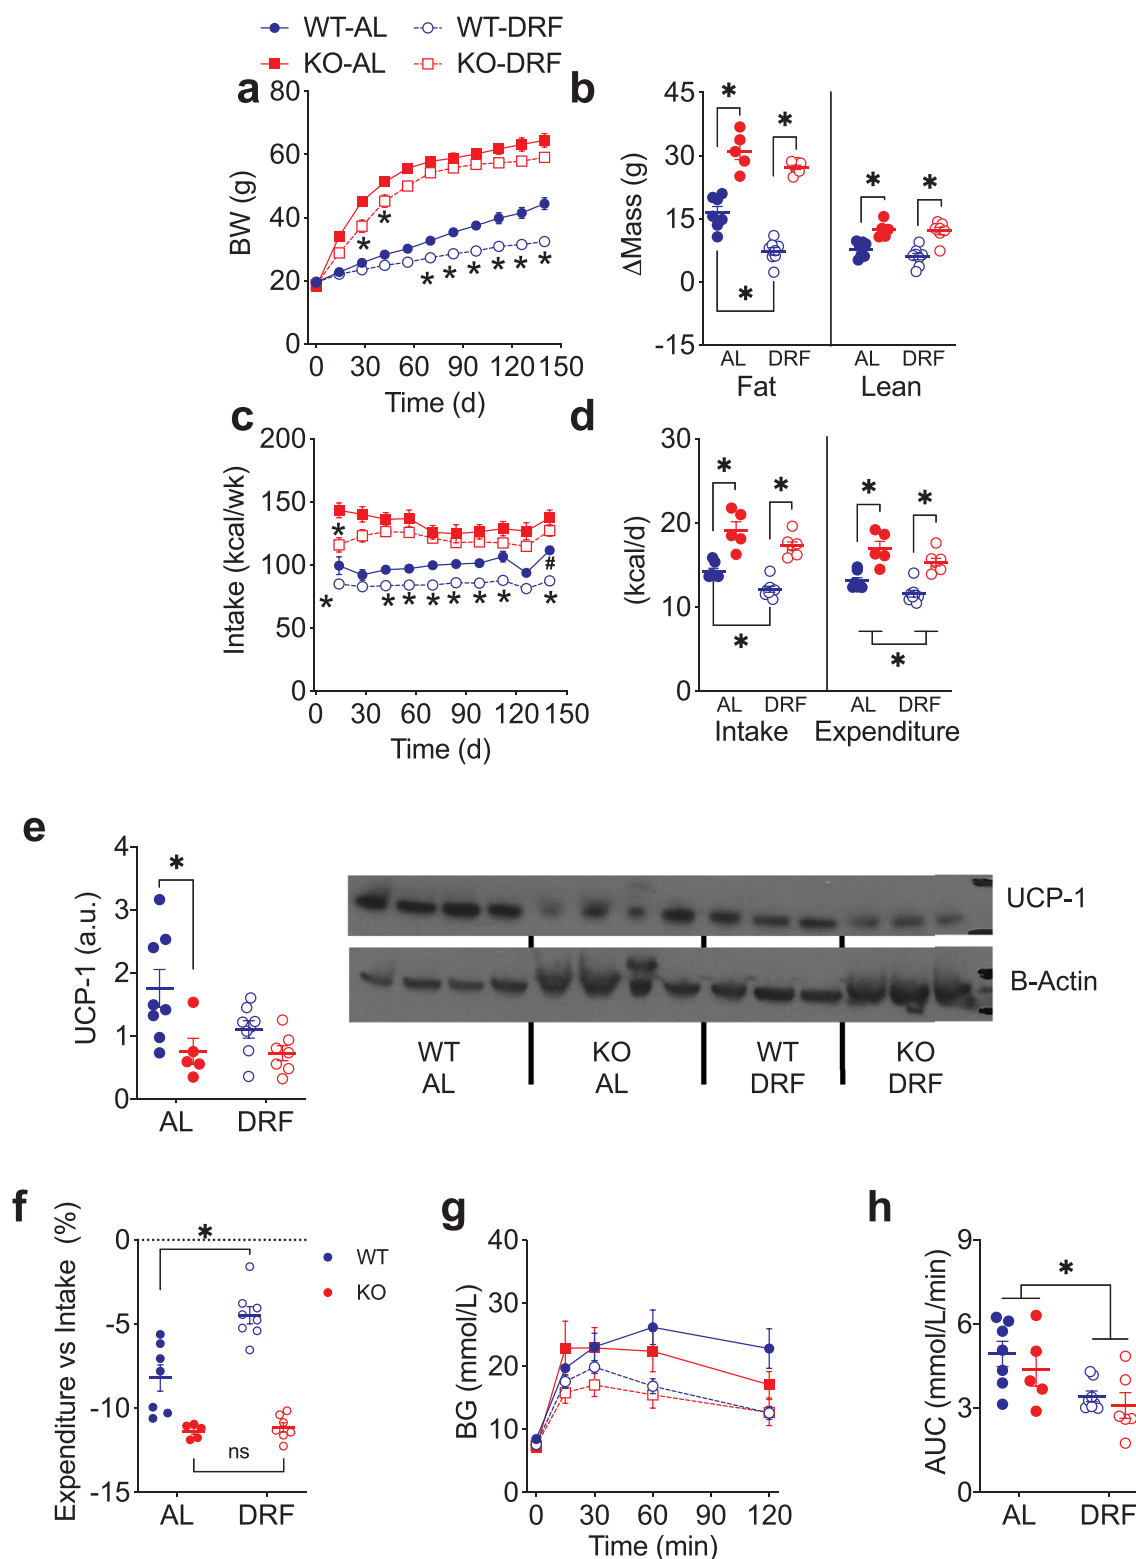 WT-AL WT-DRF
KO-AL KO-DRF
a
80
60
40
20
0
BW (g)
0 30 60 90 120 150
Time (d)
*
*
* * * * * *
b
45
30
15
0
-15
ΔMass (g)
* *
*
* *
AL DRF AL DRF
Fat Lean
c
200
150
100
50
0
Intake (kcal/wk)
*
#
* * * * * * *
0 30 60 90 120 150
Time (d)
d
30
20
10
0
(kcal/d)
* *
*
* *
*
AL DRF AL DRF
Intake Expenditure
e
4
3
2
1
0
UCP-1 (a.u.)
*
AL DRF
UCP-1
B-Actin
WT KO WT KO
AL AL DRF DRF
f
0
-5
-10
-15
Expenditure vs Intake (%)
*
ns
AL DRF
WT
KO
g
40
30
20
10
0
BG (mmol/L)
0 30 60 90 120
Time (min)
h
9
6
3
0
AUC (mmol/L/min)
*
AL DRF